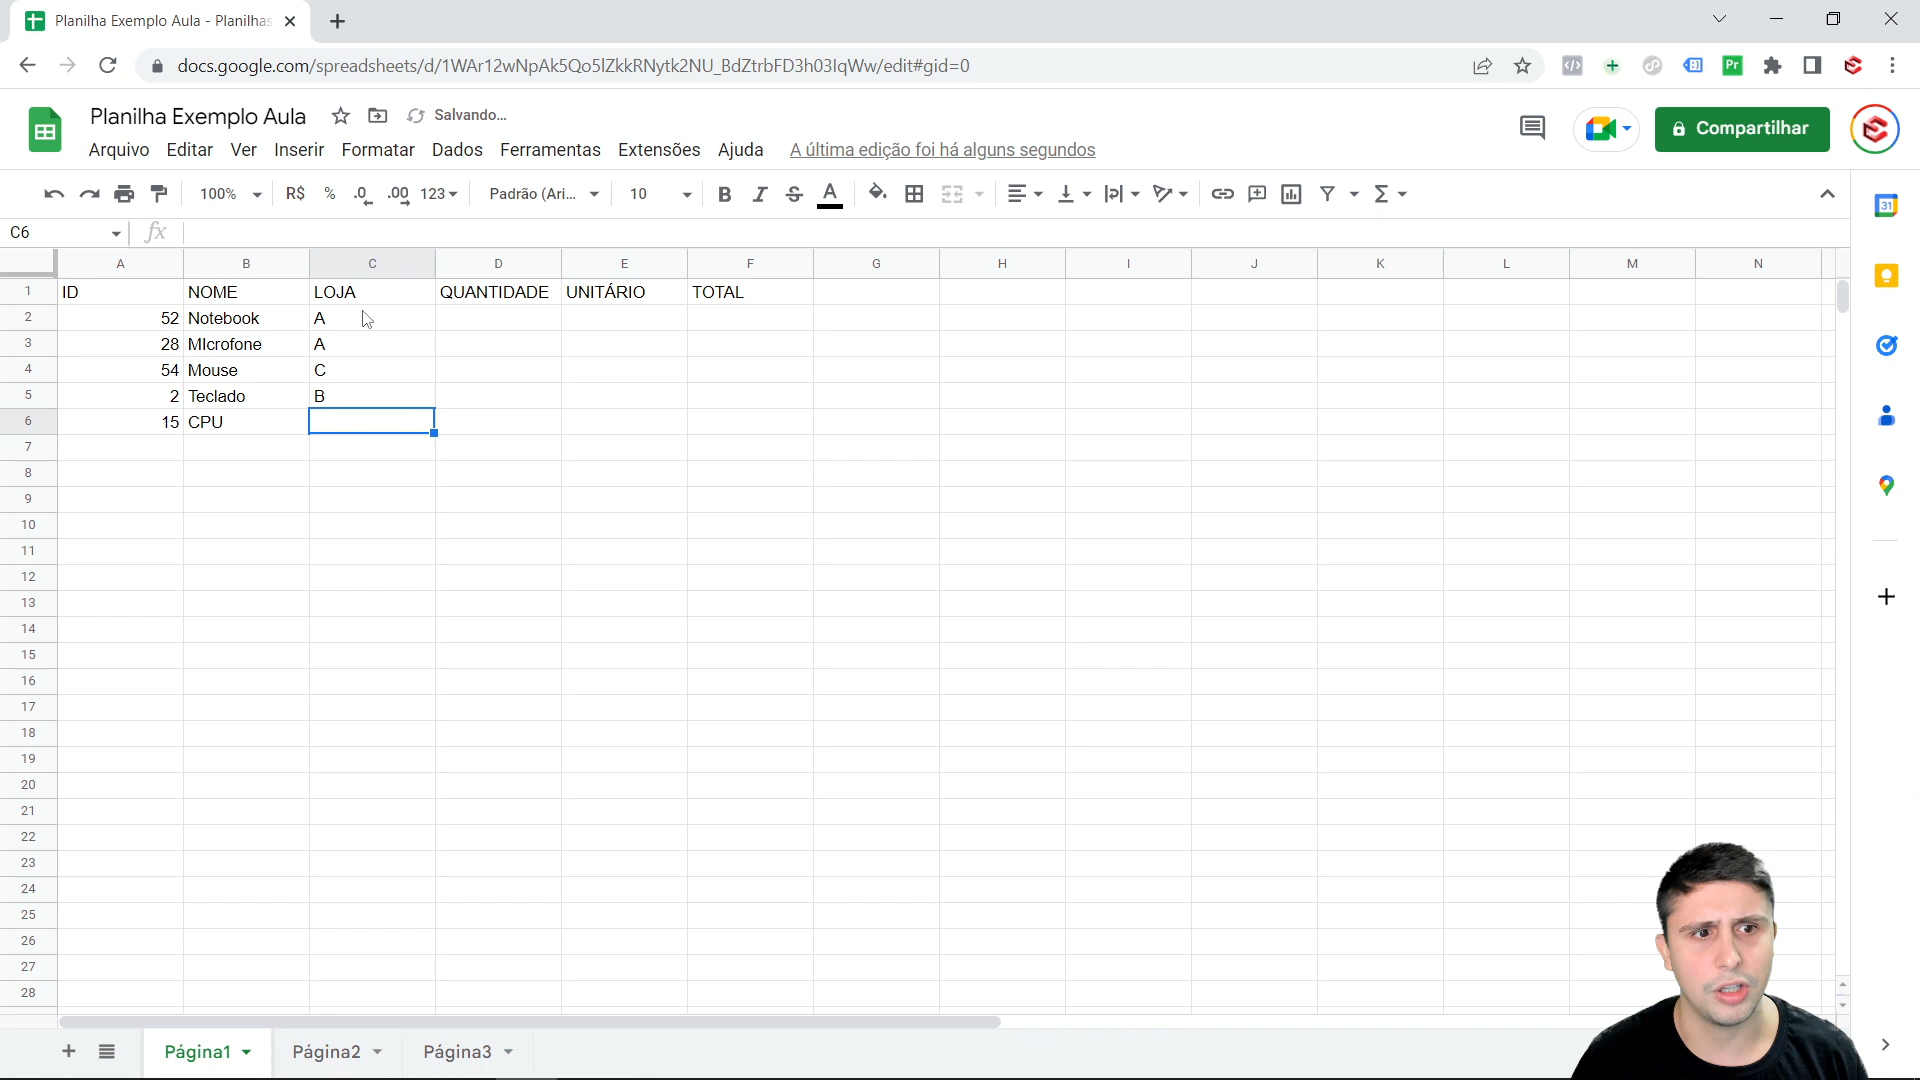 Planilha Exemplo Aula - Planilhas
docs.google.com/spreadsheets/d/1WAr12wNpAk5Qo5lZkkRNytk2NU_BdZtrbFD3h03lqWw/edit#gid=0
Planilha Exemplo Aula Salvando...
Compartilhar
Arquivo Editar Ver Inserir Formatar Dados Ferramentas Extensões Ajuda A última edição foi há alguns segundos
100% R$ % .0 .00 123 Padrão (Ari... 10 B I S A Σ
31
C6 fx
A B C D E F G H I J K L M N
1 ID NOME LOJA QUANTIDADE UNITÁRIO TOTAL
2 52 Notebook A
3 28 MIcrofone A
4 54 Mouse C
5 2 Teclado B
6 15 CPU
7
8
9
10
11
12
13
14
15
16
17
18
19
20
21
22
23
24
25
26
27
28
Página1 Página2 Página3